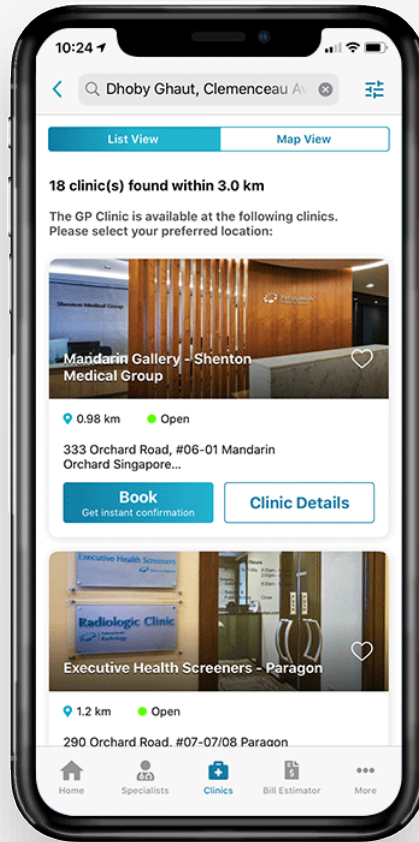 10:24
Dhoby Ghaut, Clemenceau Av
List View
Map View
18 clinic(s) found within 3.0 km
The GP Clinic is available at the following clinics.
Please select your preferred location:
Shenton Medical Group
Mandarin Gallery - Shenton
Medical Group
0.98 km
Open
333 Orchard Road, #06-01 Mandarin
Orchard Singapore...
Book
Get instant confirmation
Clinic Details
Executive Health Screeners
Radiologic Clinic
Radiology
Hours
Executive Health Screeners - Paragon
1.2 km
Open
290 Orchard Road, #07-07/08 Paragon
Home
Specialists
Clinics
Bill Estimator
More